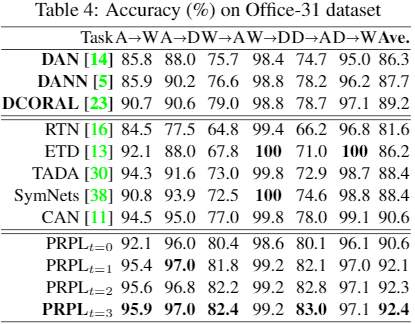 Table 4: Accuracy (%) on Office-31 dataset
Task A→W A→D W→A W→D D→A D→W Ave.
DAN [14] 85.8 88.0 75.7 98.4 74.7 95.0 86.3
DANN [5] 85.9 90.2 76.6 98.8 78.2 96.2 87.7
DCORAL [23] 90.7 90.6 79.0 98.8 78.7 97.1 89.2
RTN [16] 84.5 77.5 64.8 99.4 66.2 96.8 81.6
ETD [13] 92.1 88.0 67.8 100 71.0 100 86.2
TADA [30] 94.3 91.6 73.0 99.8 72.9 98.7 88.4
SymNets [38] 90.8 93.9 72.5 100 74.6 98.8 88.4
CAN [11] 94.5 95.0 77.0 99.8 78.0 99.1 90.6
PRPLt=0 92.1 96.0 80.4 98.6 80.1 96.1 90.6
PRPLt=1 95.4 97.0 81.8 99.2 82.1 97.0 92.1
PRPLt=2 95.6 96.8 82.2 99.2 82.8 97.1 92.3
PRPLt=3 95.9 97.0 82.4 99.2 83.0 97.1 92.4